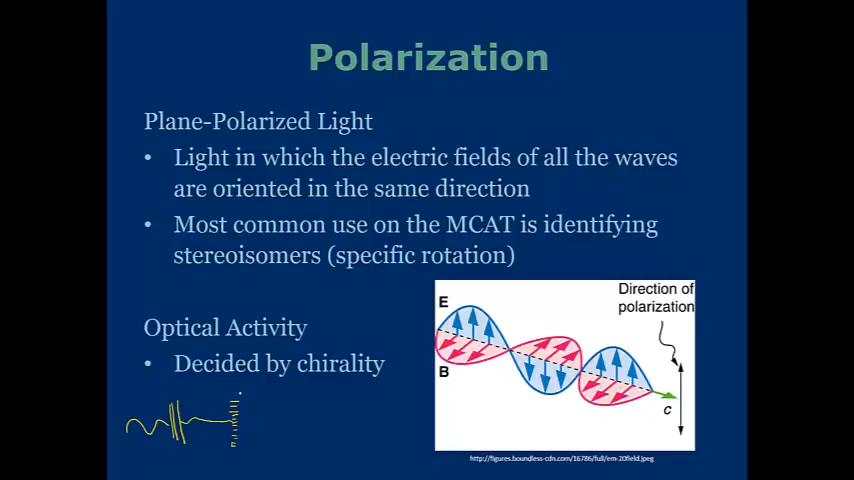 Polarization
Plane-Polarized Light
• Light in which the electric fields of all the waves
are oriented in the same direction
• Most common use on the MCAT is identifying
stereoisomers (specific rotation)
Optical Activity
• Decided by chirality
Direction of
polarization
E
B
c
http://figures.boundless-cdn.com/16786/full/em-20field.jpeg